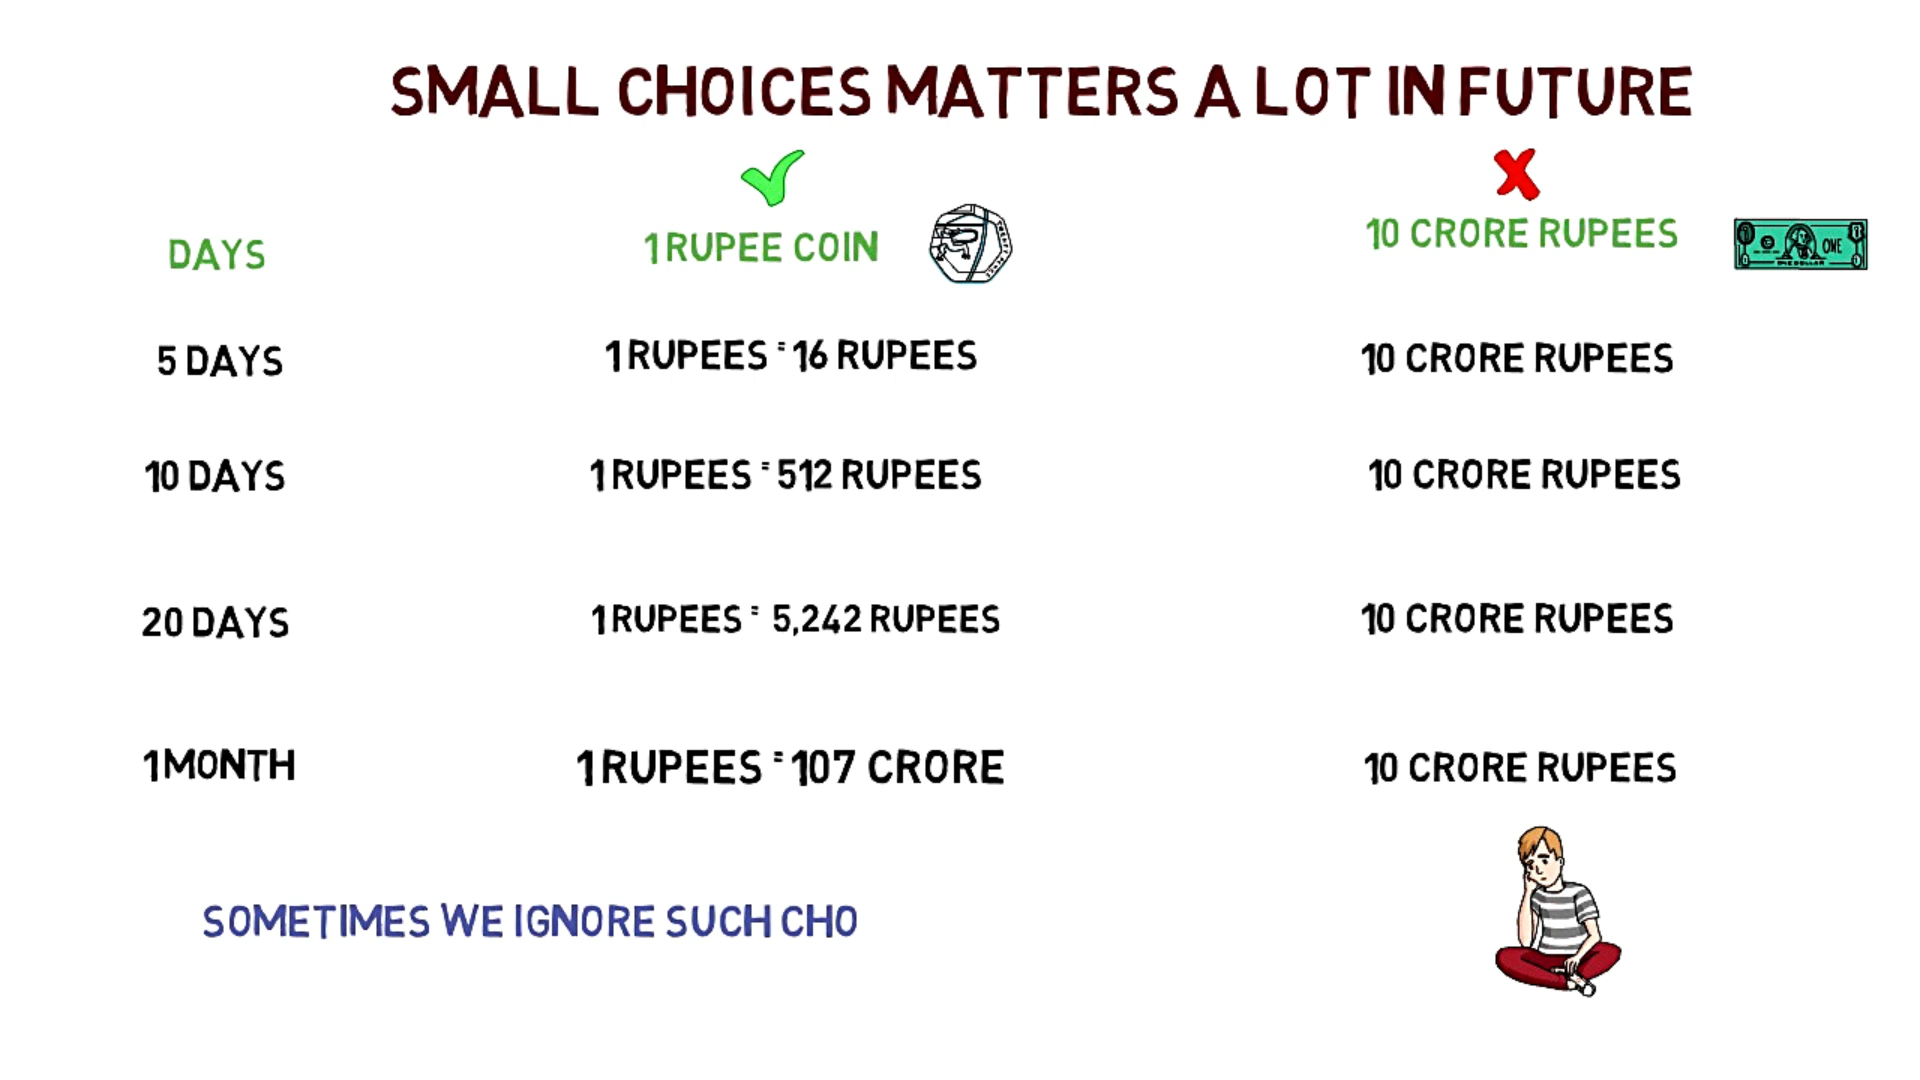 SMALL CHOICES MATTERS A LOT IN FUTURE
DAYS 1 RUPEE COIN 10 CRORE RUPEES
ONE
5 DAYS 1 RUPEES = 16 RUPEES 10 CRORE RUPEES
10 DAYS 1 RUPEES = 512 RUPEES 10 CRORE RUPEES
20 DAYS 1 RUPEES = 5,242 RUPEES 10 CRORE RUPEES
1 MONTH 1 RUPEES = 107 CRORE 10 CRORE RUPEES
SOMETIMES WE IGNORE SUCH CHO